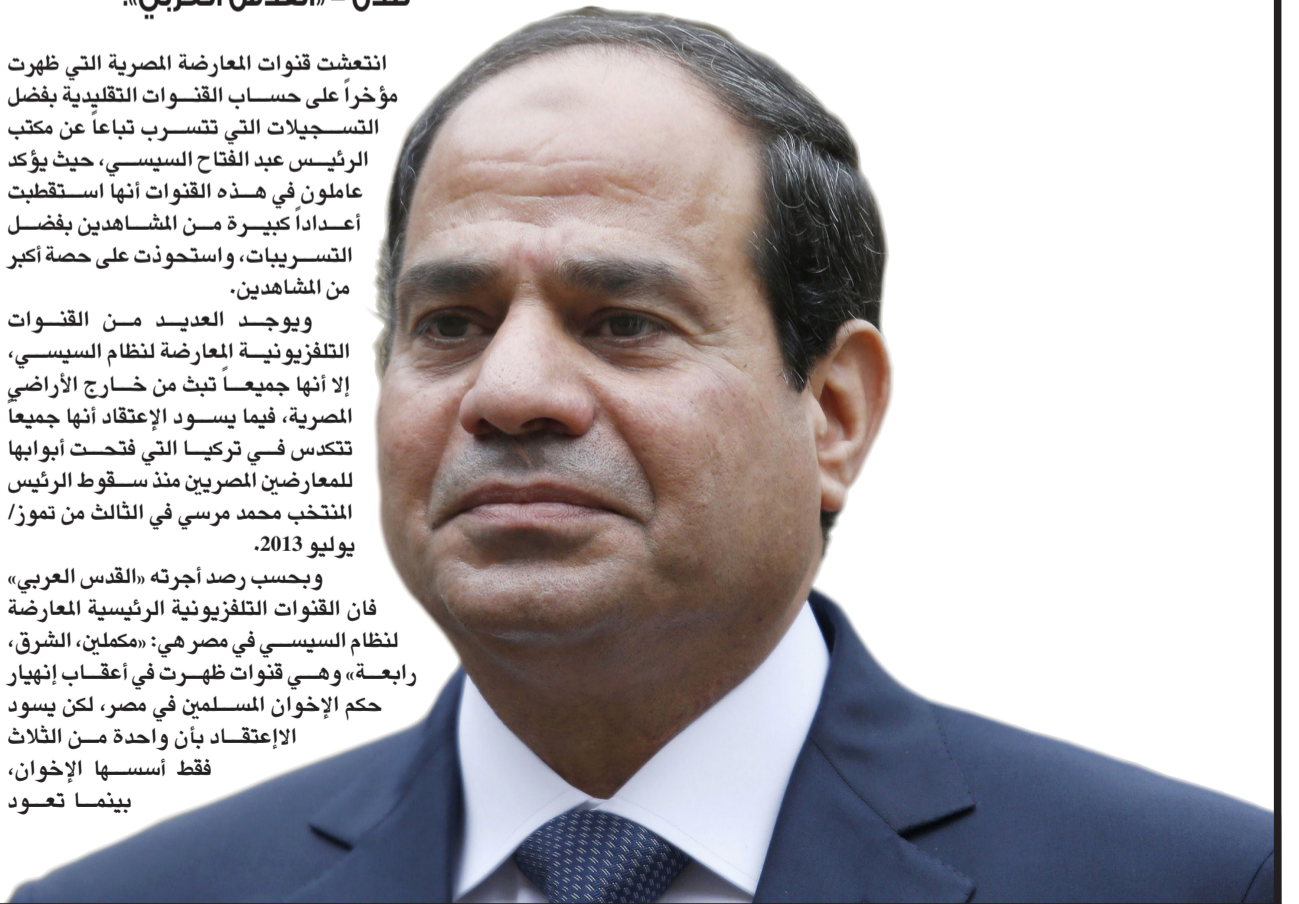 لندن – «القدس العربي»:
انتعشت قنوات المعارضة المصرية التي ظهرت
مؤخراً على حساب القنوات التقليدية بفضل
التسجيلات التي تتسرب تباعاً عن مكتب
الرئيس عبد الفتاح السيسي، حيث يؤكد
عاملون في هذه القنوات أنها استقطبت
أعداداً كبيرة من المشاهدين بفضل
التسريبات، واستحوذت على حصة أكبر
من المشاهدين.
ويوجد العديد من القنوات
التلفزيونية المعارضة لنظام السيسي،
إلا أنها جميعاً تبث من خارج الأراضي
المصرية، فيما يسود الإعتقاد أنها جميعاً
تتكدس في تركيا التي فتحت أبوابها
للمعارضين المصريين منذ سقوط الرئيس
المنتخب محمد مرسي في الثالث من تموز/
يوليو 2013.
وبحسب رصد أجرته «القدس العربي»
فان القنوات التلفزيونية الرئيسية المعارضة
لنظام السيسي في مصر هي: «مكملين، الشرق،
رابعة» وهي قنوات ظهرت في أعقاب إنهيار
حكم الإخوان المسلمين في مصر، لكن يسود
الاإعتقاد بأن واحدة من الثلاث
فقط أسسها الإخوان،
بينما تعود